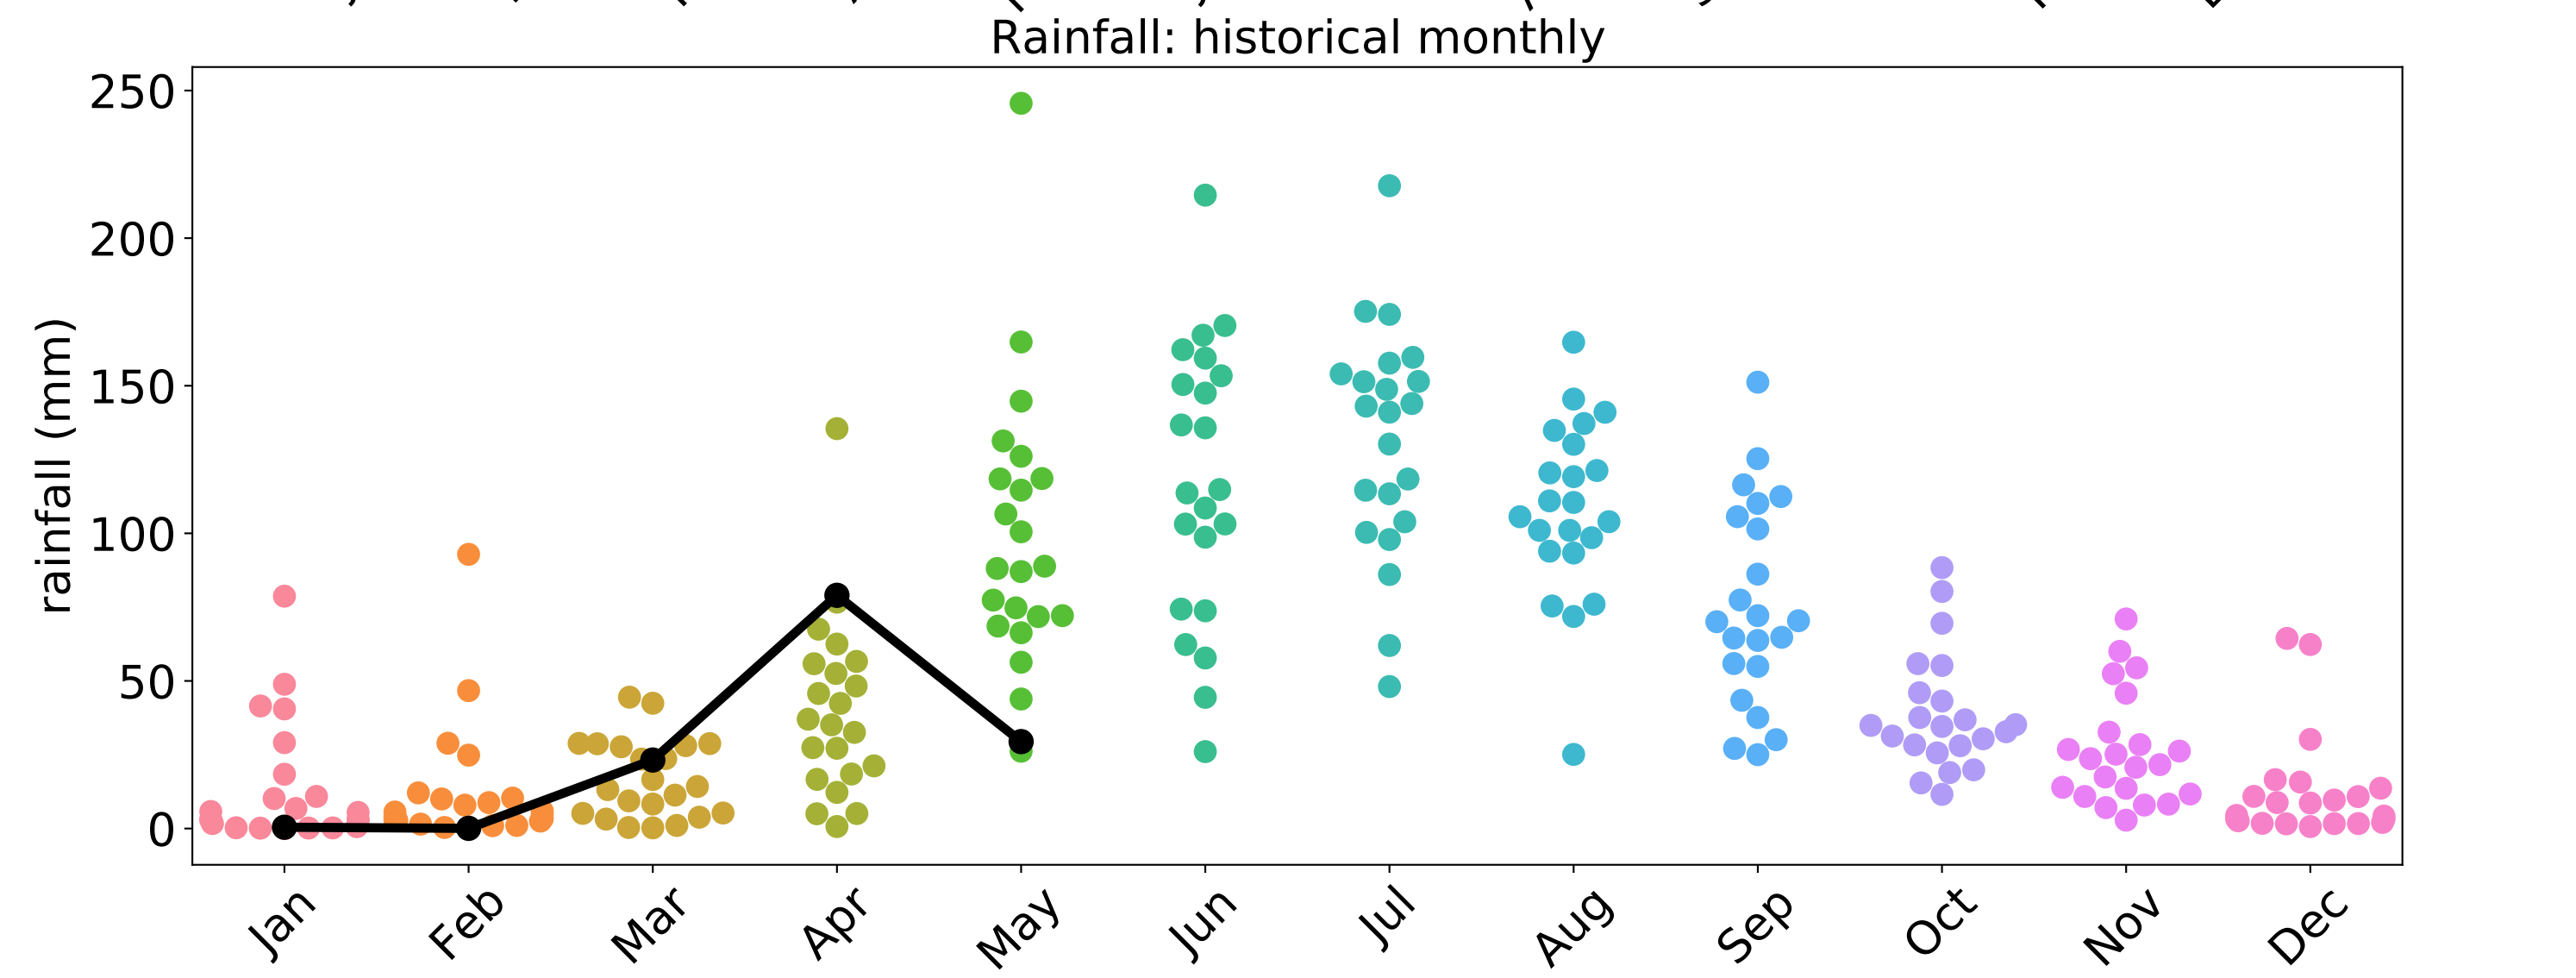 Rainfall: historical monthly
rainfall (mm)
250
200
150
100
50
0
Jan
Feb
Mar
Apr
May
Jun
Jul
Aug
Sep
Oct
Nov
Dec